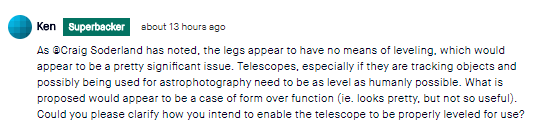 Ken Superbacker about 13 hours ago
As @Craig Soderland has noted, the legs appear to have no means of leveling, which would
appear to be a pretty significant issue. Telescopes, especially if they are tracking objects and
possibly being used for astrophotography need to be as level as humanly possible. What is
proposed would appear to be a case of form over function (ie. looks pretty, but not so useful).
Could you please clarify how you intend to enable the telescope to be properly leveled for use?